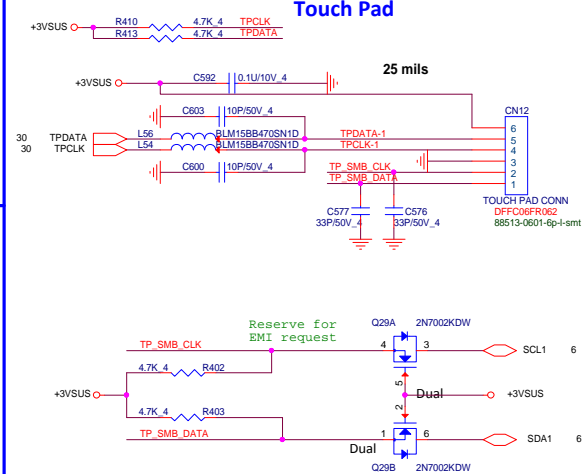 Touch Pad
+3VSUS
R410 4.7K_4 TPCLK
R413 4.7K_4 TPDATA
25 mils
+3VSUS
C592 0.1U/10V_4
CN12
C603 10P/50V_4
6
5
4
3
2
1
30 TPDATA L56 BLM15BB470SN1D TPDATA-1
30 TPCLK L54 BLM15BB470SN1D TPCLK-1
C600 10P/50V_4
TP_SMB_CLK
TP_SMB_DATA
TOUCH PAD CONN
DFFC06FR062
88513-0601-6p-l-smt
C577
33P/50V_4
C576
33P/50V_4
Reserve for
EMI request
Q29A 2N7002KDW
TP_SMB_CLK 4 3 SCL1 6
4.7K_4 R402
5 Dual
+3VSUS
+3VSUS
4.7K_4 R403
2
TP_SMB_DATA 1 6 SDA1 6
Dual
Q29B 2N7002KDW